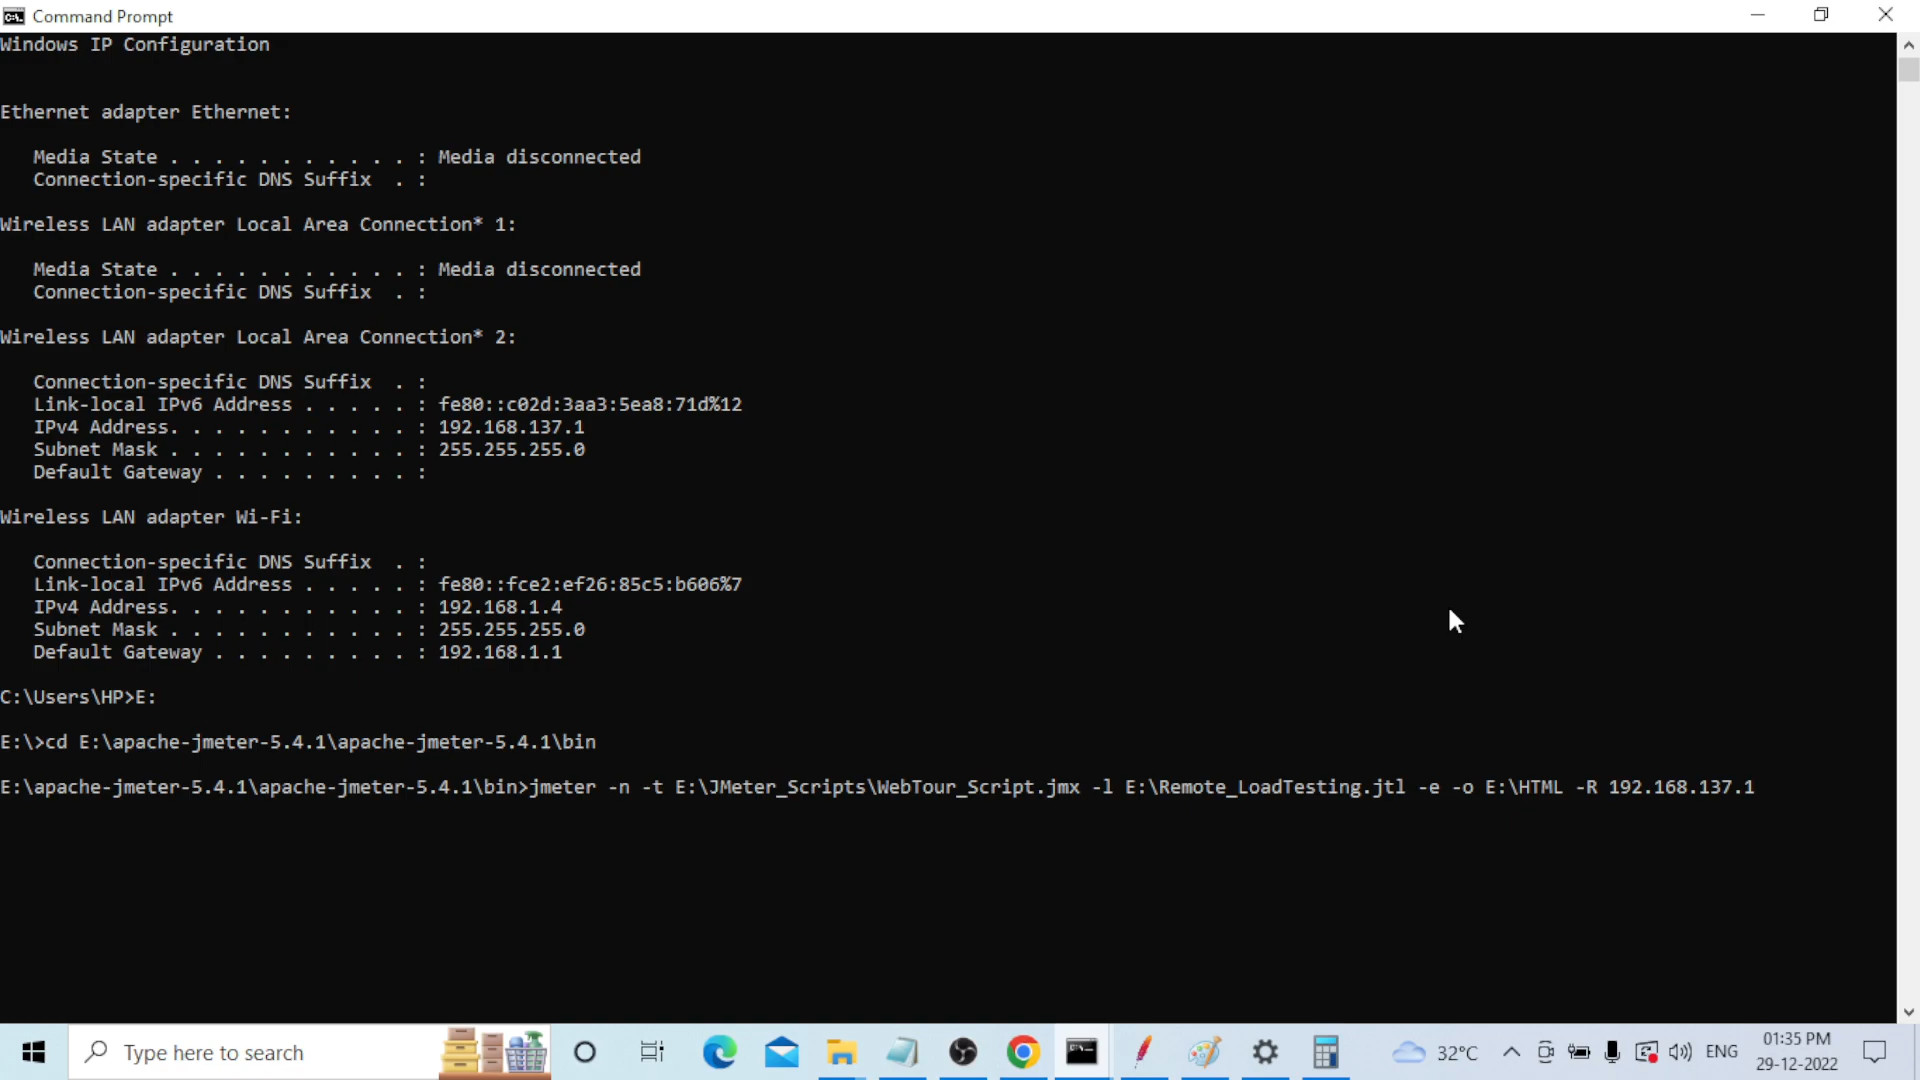 Command Prompt
Windows IP Configuration
Ethernet adapter Ethernet:
Media State . . . . . . . . . . . : Media disconnected
Connection-specific DNS Suffix  . :
Wireless LAN adapter Local Area Connection* 1:
Media State . . . . . . . . . . . : Media disconnected
Connection-specific DNS Suffix  . :
Wireless LAN adapter Local Area Connection* 2:
Connection-specific DNS Suffix  . :
Link-local IPv6 Address . . . . . : fe80::c02d:3aa3:5ea8:71d%12
IPv4 Address. . . . . . . . . . . : 192.168.137.1
Subnet Mask . . . . . . . . . . . : 255.255.255.0
Default Gateway . . . . . . . . . :
Wireless LAN adapter Wi-Fi:
Connection-specific DNS Suffix  . :
Link-local IPv6 Address . . . . . : fe80::fce2:ef26:85c5:b606%7
IPv4 Address. . . . . . . . . . . : 192.168.1.4
Subnet Mask . . . . . . . . . . . : 255.255.255.0
Default Gateway . . . . . . . . . : 192.168.1.1
C:\Users\HP>E:
E:\>cd E:\apache-jmeter-5.4.1\apache-jmeter-5.4.1\bin
E:\apache-jmeter-5.4.1\apache-jmeter-5.4.1\bin>jmeter -n -t E:\JMeter_Scripts\WebTour_Script.jmx -l E:\Remote_LoadTesting.jtl -e -o E:\HTML -R 192.168.137.1
Type here to search
32°C
ENG
01:35 PM
29-12-2022